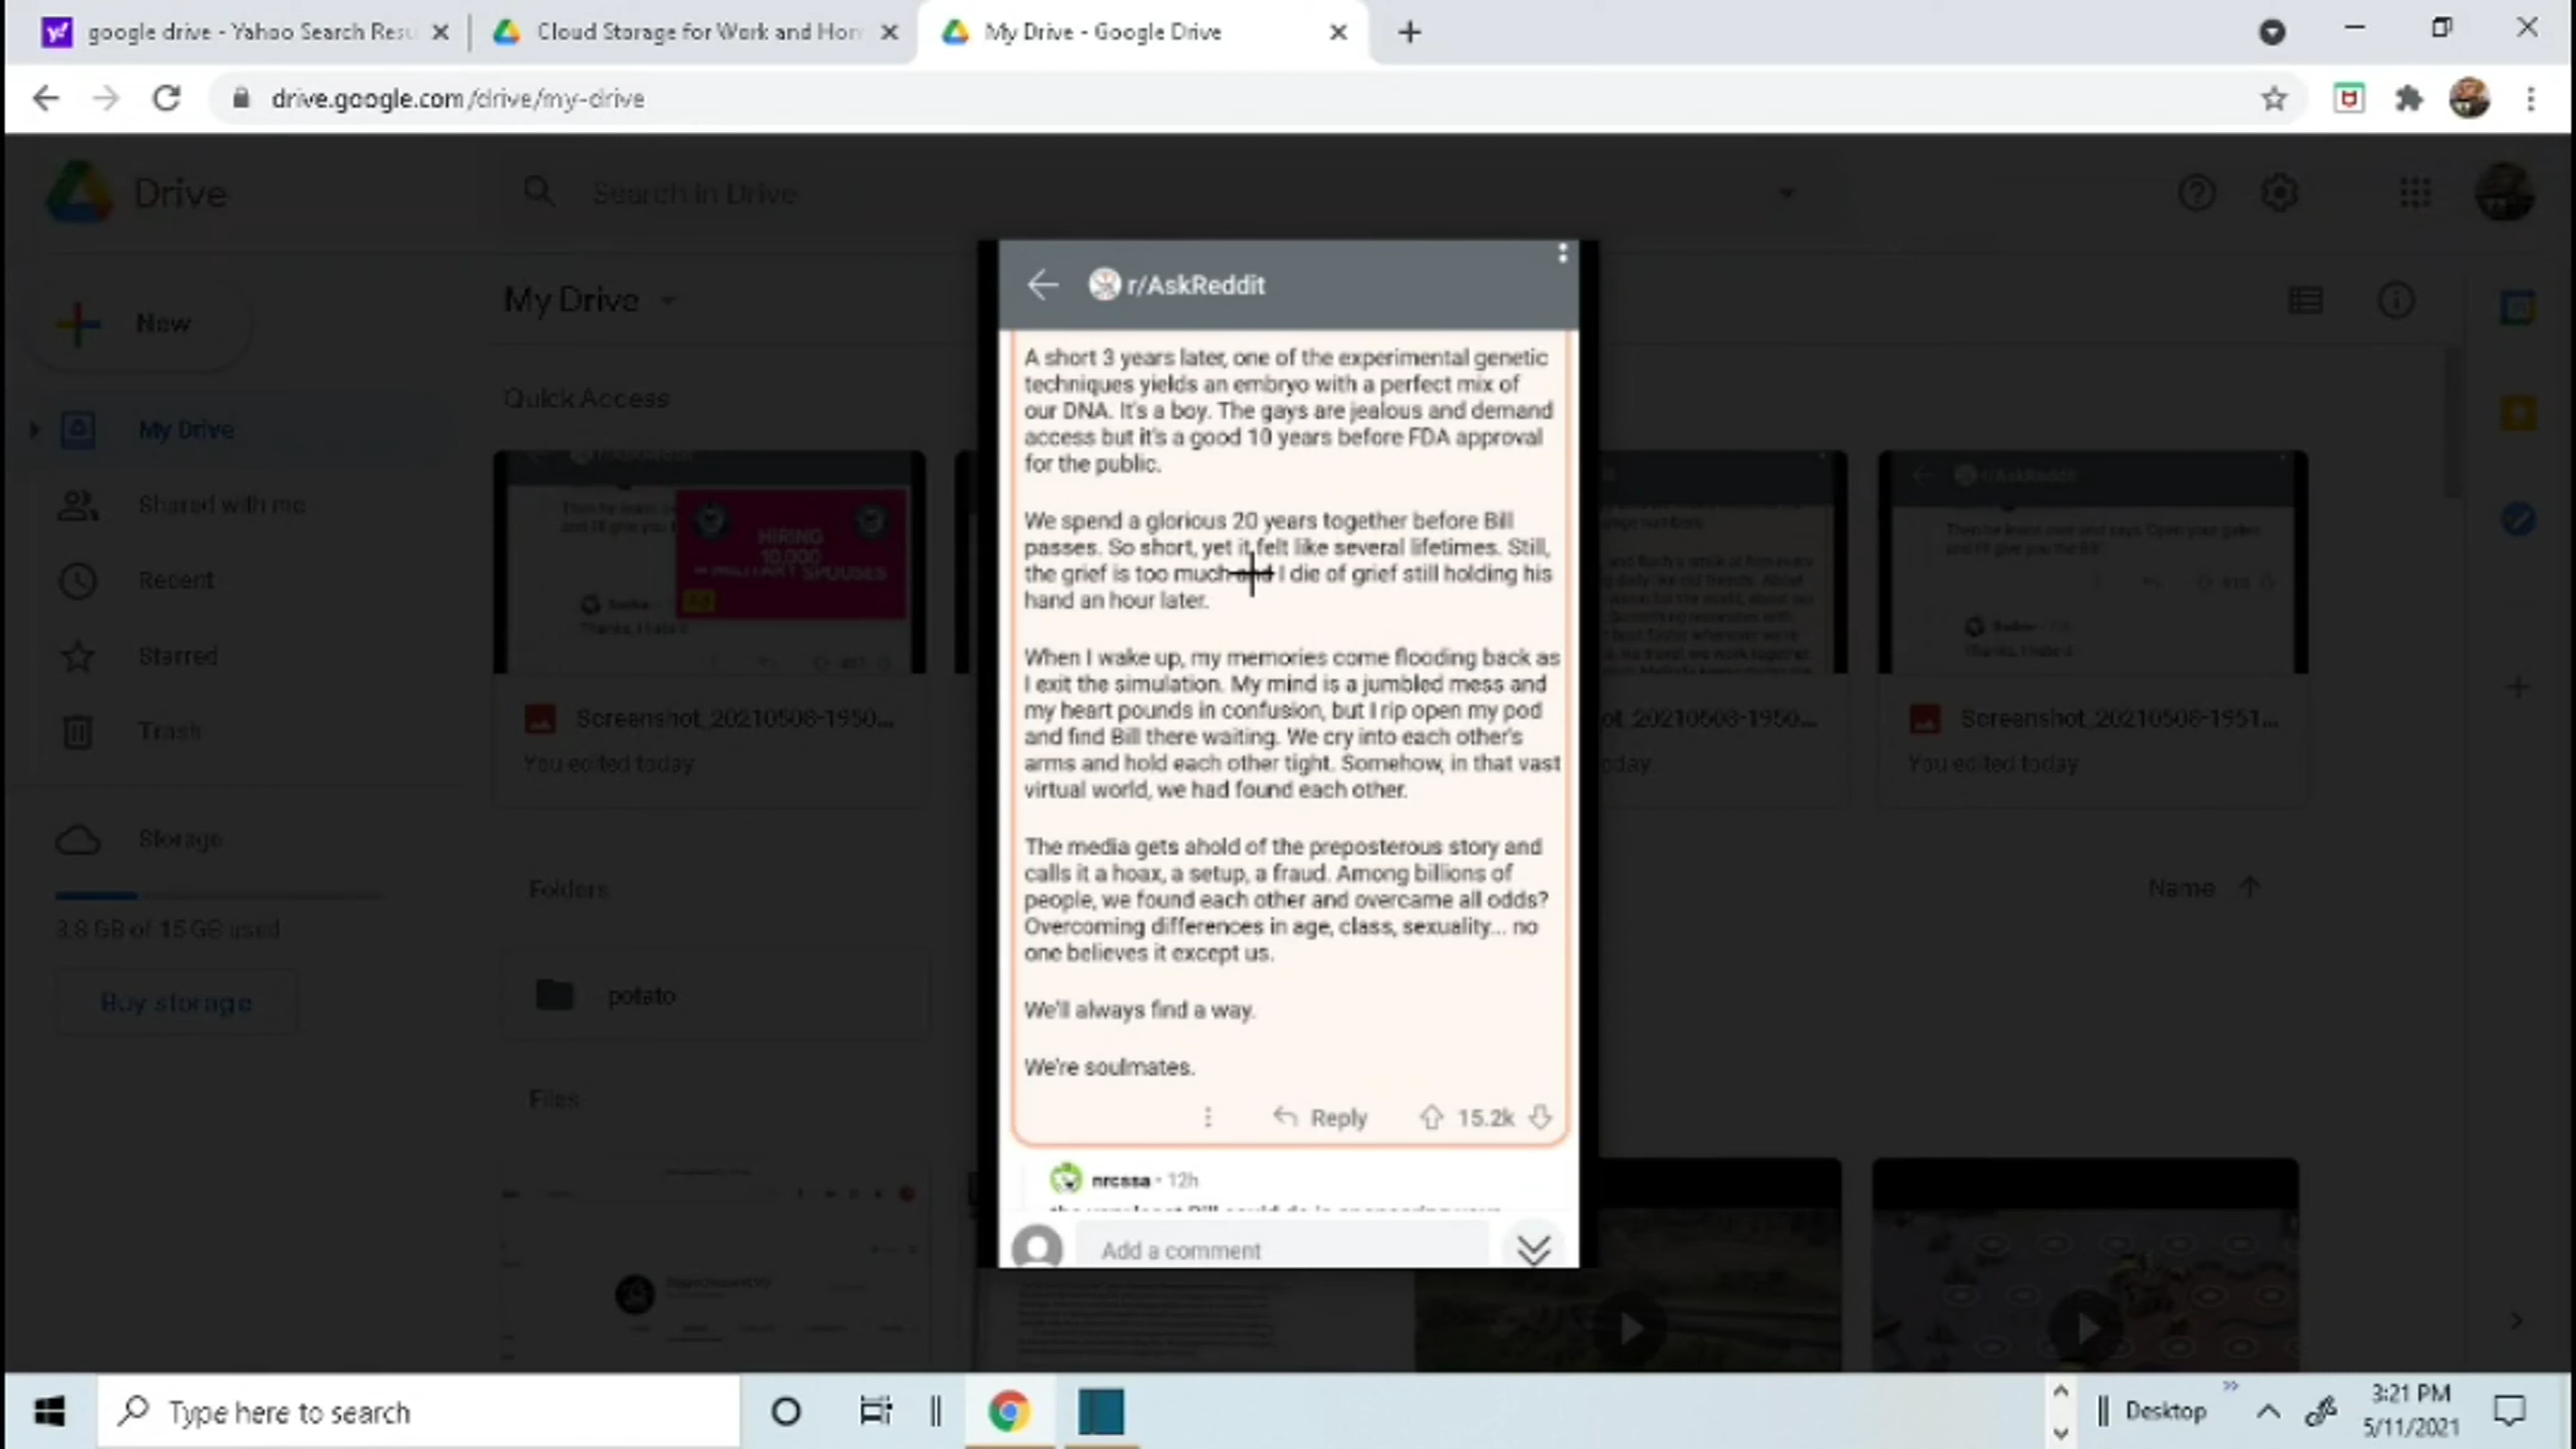 google drive - Yahoo Search Resu
Cloud Storage for Work and Hom
My Drive - Google Drive
drive.google.com/drive/my-drive
Drive
Search in Drive
New
My Drive
Shared with me
Recent
Starred
Trash
Storage
3.8 GB of 15 GB used
Buy storage
My Drive
Quick Access
HIRING
10,000
MILITARY SPOUSES
Screenshot_20210508-1950...
You edited today
Screenshot_20210508-1951...
You edited today
Folders
potato
Name
Files
r/AskReddit
A short 3 years later, one of the experimental genetic
techniques yields an embryo with a perfect mix of
our DNA. It's a boy. The gays are jealous and demand
access but it's a good 10 years before FDA approval
for the public.
We spend a glorious 20 years together before Bill
passes. So short, yet it felt like several lifetimes. Still,
the grief is too much and I die of grief still holding his
hand an hour later.
When I wake up, my memories come flooding back as
I exit the simulation. My mind is a jumbled mess and
my heart pounds in confusion, but I rip open my pod
and find Bill there waiting. We cry into each other's
arms and hold each other tight. Somehow, in that vast
virtual world, we had found each other.
The media gets ahold of the preposterous story and
calls it a hoax, a setup, a fraud. Among billions of
people, we found each other and overcame all odds?
Overcoming differences in age, class, sexuality... no
one believes it except us.
We'll always find a way.
We're soulmates.
Reply
15.2k
nrcssa · 12h
Add a comment
Type here to search
Desktop
3:21 PM
5/11/2021